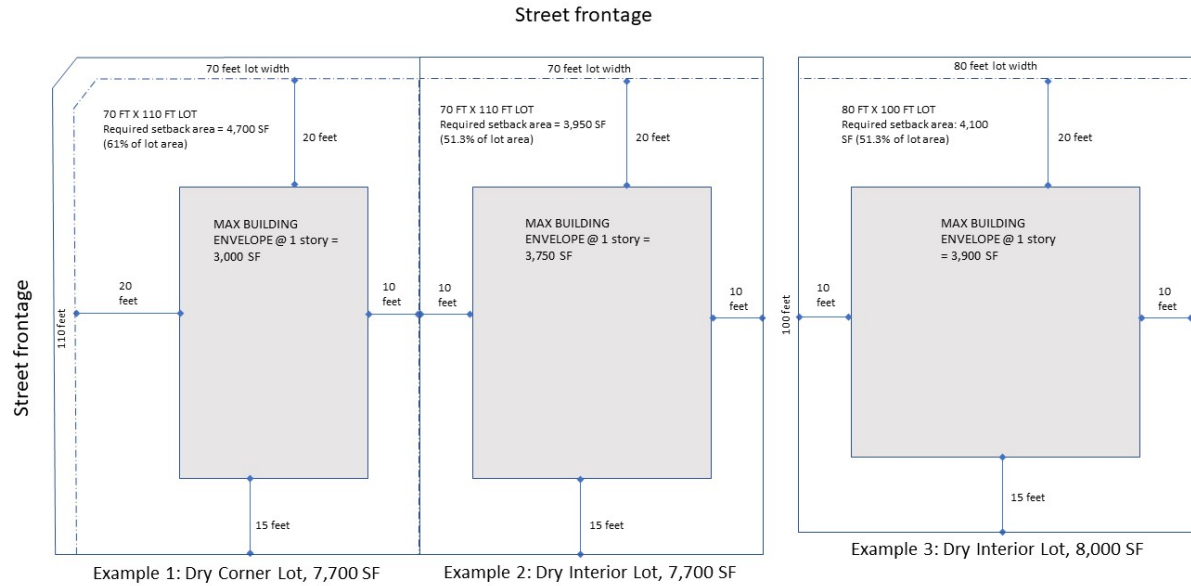 Street frontage
Street frontage
70 feet lot width
70 FT X 110 FT LOT
Required setback area = 4,700 SF
(61% of lot area)
20 feet
MAX BUILDING
ENVELOPE @ 1 story =
3,000 SF
20
feet
10
feet
110 feet
15 feet
Example 1: Dry Corner Lot, 7,700 SF
70 feet lot width
70 FT X 110 FT LOT
Required setback area = 3,950 SF
(51.3% of lot area)
20 feet
MAX BUILDING
ENVELOPE @ 1 story =
3,750 SF
10
feet
10
feet
15 feet
Example 2: Dry Interior Lot, 7,700 SF
80 feet lot width
80 FT X 100 FT LOT
Required setback area: 4,100
SF (51.3% of lot area)
20 feet
MAX BUILDING
ENVELOPE @ 1 story
= 3,900 SF
10
feet
10
feet
100 feet
15 feet
Example 3: Dry Interior Lot, 8,000 SF